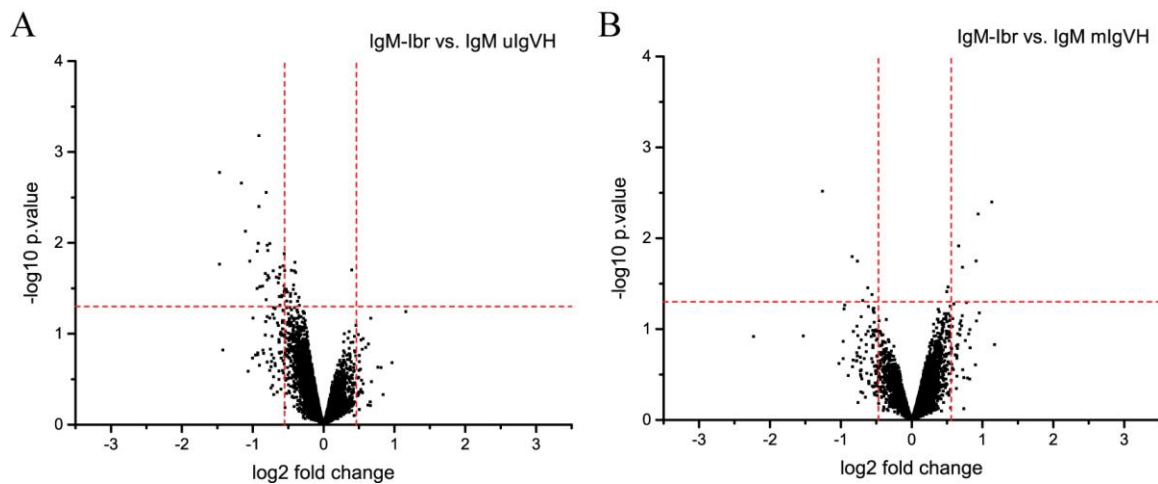 A
IgM-Ibr vs. IgM uIgVH
4
3
2
1
0
-log10 p.value
-3 -2 -1 0 1 2 3
log2 fold change
B
IgM-Ibr vs. IgM mIgVH
4
3
2
1
0
-log10 p.value
-3 -2 -1 0 1 2 3
log2 fold change